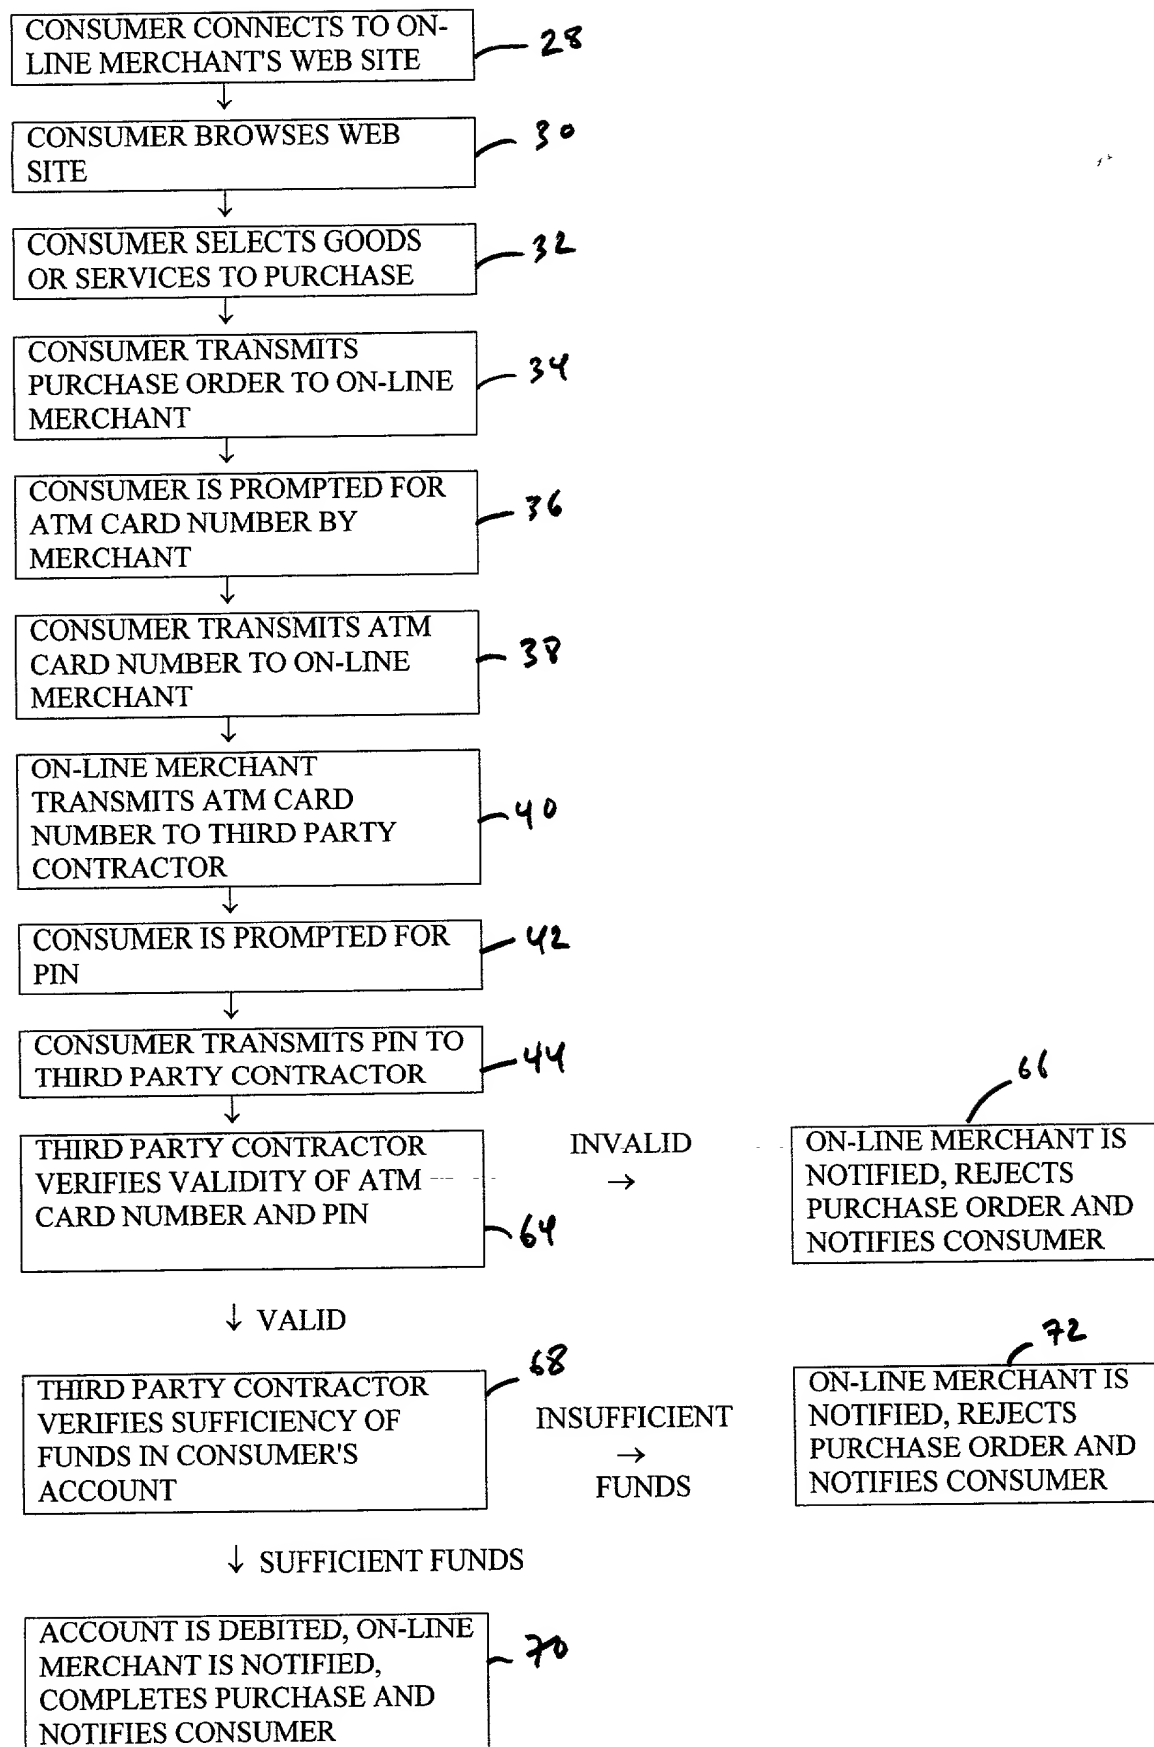 CONSUMER CONNECTS TO ON-
LINE MERCHANT'S WEB SITE
28
CONSUMER BROWSES WEB
SITE
30
CONSUMER SELECTS GOODS
OR SERVICES TO PURCHASE
32
CONSUMER TRANSMITS
PURCHASE ORDER TO ON-LINE
MERCHANT
34
CONSUMER IS PROMPTED FOR
ATM CARD NUMBER BY
MERCHANT
36
CONSUMER TRANSMITS ATM
CARD NUMBER TO ON-LINE
MERCHANT
38
ON-LINE MERCHANT
TRANSMITS ATM CARD
NUMBER TO THIRD PARTY
CONTRACTOR
40
CONSUMER IS PROMPTED FOR
PIN
42
CONSUMER TRANSMITS PIN TO
THIRD PARTY CONTRACTOR
44
THIRD PARTY CONTRACTOR
VERIFIES VALIDITY OF ATM
CARD NUMBER AND PIN
64
INVALID
66
ON-LINE MERCHANT IS
NOTIFIED, REJECTS
PURCHASE ORDER AND
NOTIFIES CONSUMER
VALID
THIRD PARTY CONTRACTOR
VERIFIES SUFFICIENCY OF
FUNDS IN CONSUMER'S
ACCOUNT
68
INSUFFICIENT
FUNDS
72
ON-LINE MERCHANT IS
NOTIFIED, REJECTS
PURCHASE ORDER AND
NOTIFIES CONSUMER
SUFFICIENT FUNDS
ACCOUNT IS DEBITED, ON-LINE
MERCHANT IS NOTIFIED,
COMPLETES PURCHASE AND
NOTIFIES CONSUMER
70